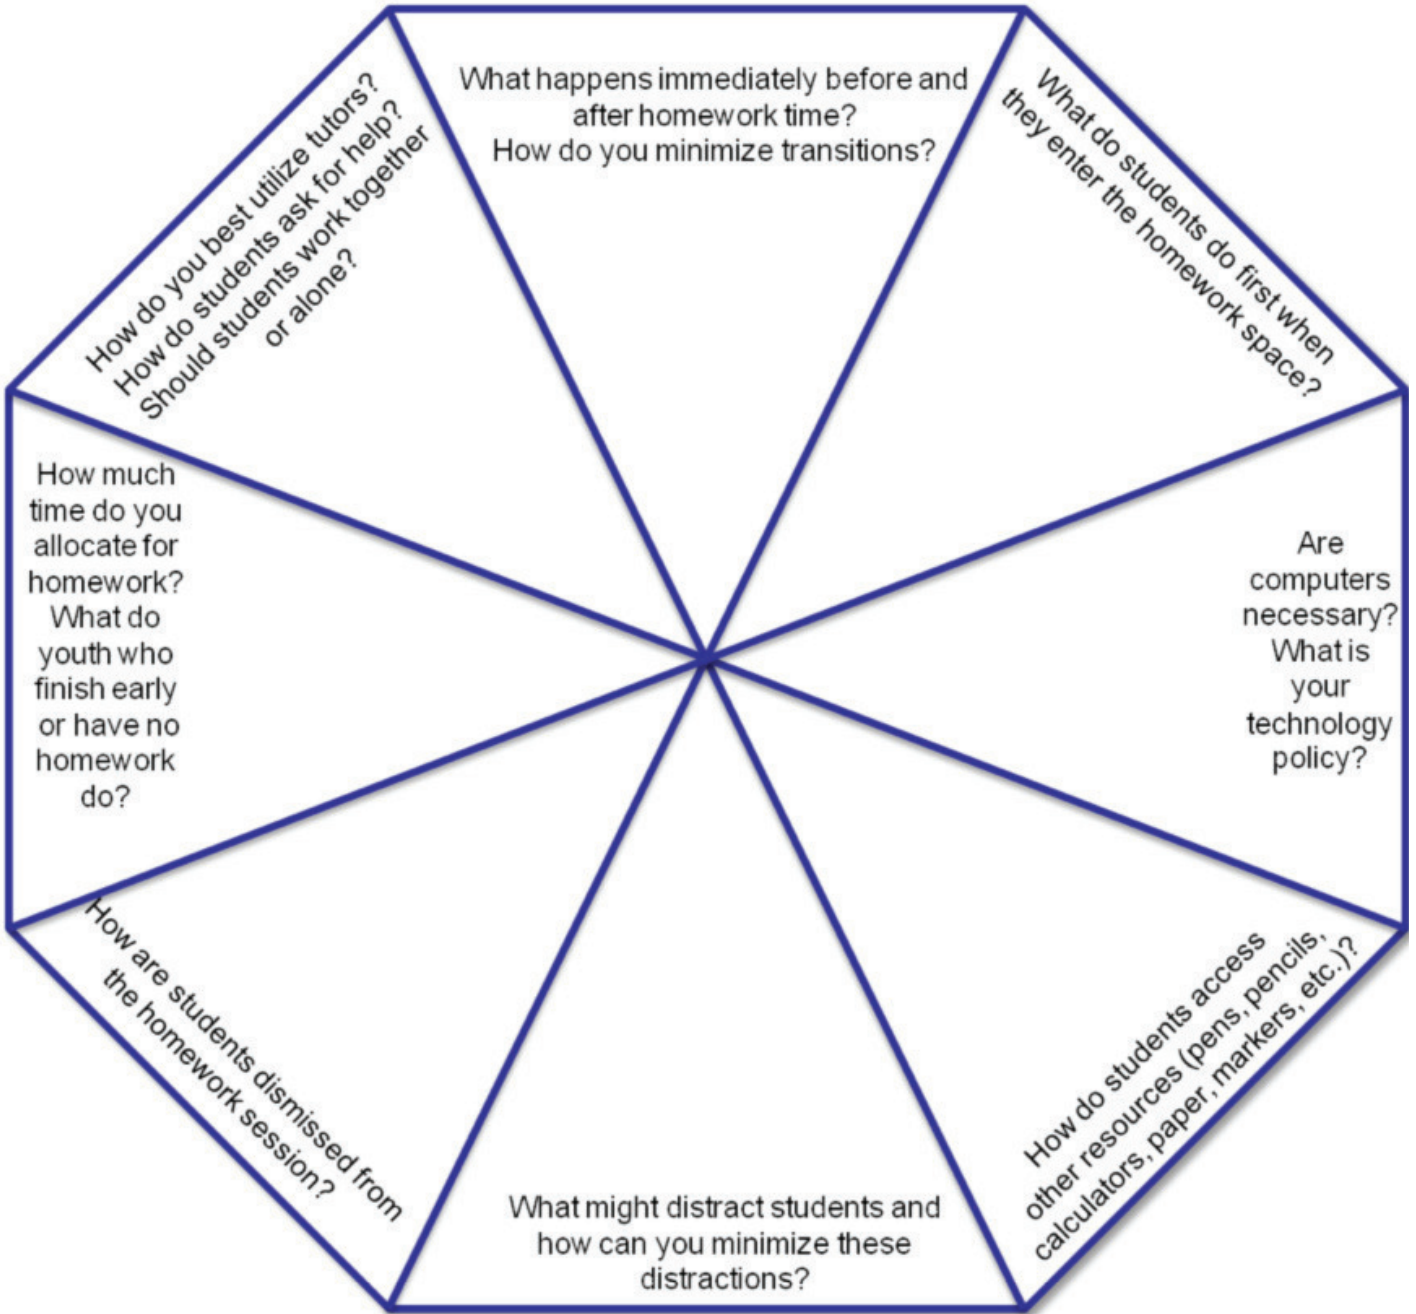 What happens immediately before and
after homework time?
How do you minimize transitions?
What do students do first when
they enter the homework space?
Are
computers
necessary?
What is
your
technology
policy?
How do students access
other resources (pens, pencils,
calculators, paper, markers, etc.)?
What might distract students and
how can you minimize these
distractions?
How are students dismissed from
the homework session?
How much
time do you
allocate for
homework?
What do
youth who
finish early
or have no
homework
do?
How do you best utilize tutors?
How do students ask for help?
Should students work together
or alone?